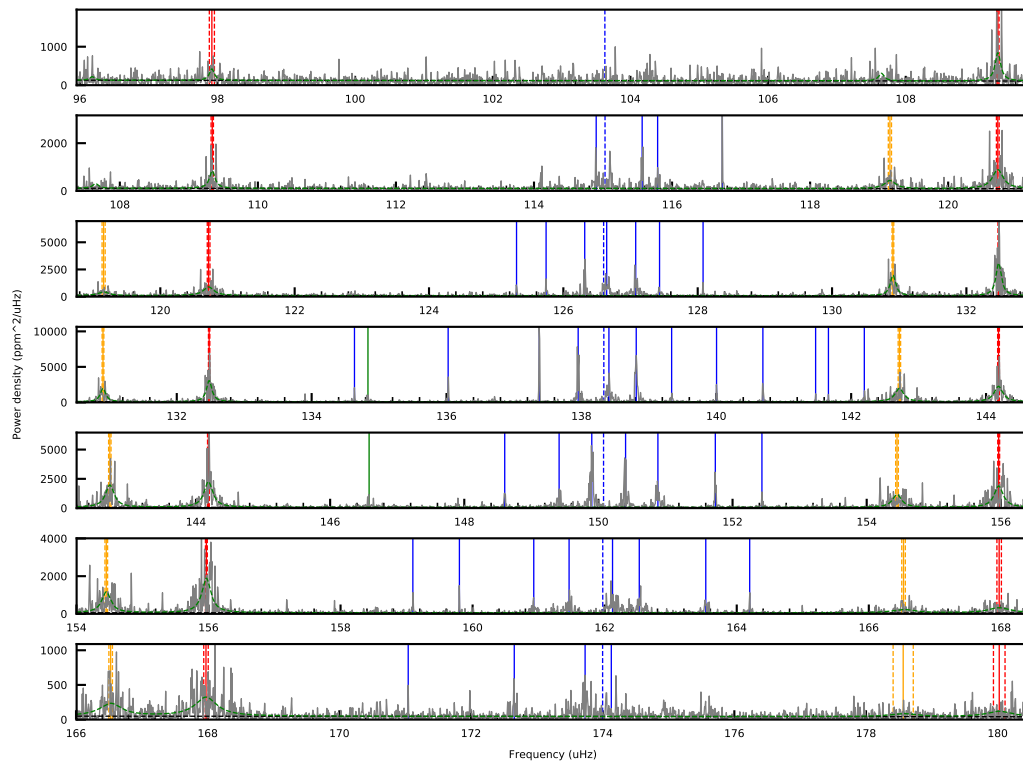 1000
0
96 98 100 102 104 106 108
2000
0
108 110 112 114 116 118 120
5000
2500
0
120 122 124 126 128 130 132
10000
5000
0
132 134 136 138 140 142 144
Power density (ppm^2/uHz)
5000
2500
0
144 146 148 150 152 154 156
4000
2000
0
154 156 158 160 162 164 166 168
1000
500
0
166 168 170 172 174 176 178 180
Frequency (uHz)